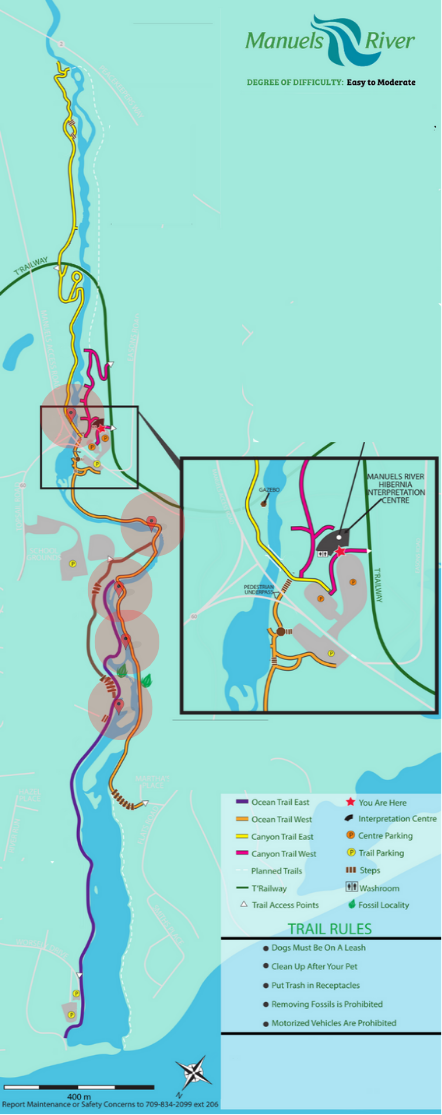 Manuels River
DEGREE OF DIFFICULTY: Easy to Moderate
T'RAILWAY
MANUELS RIVER
HIBERNIA
INTERPRETATION
CENTRE
GAZEBO
PEDESTRIAN
UNDERPASS
T'RAILWAY
P
P
P
P
P
P
P
P
P
Ocean Trail East
Ocean Trail West
Canyon Trail East
Canyon Trail West
Planned Trails
T'Railway
Trail Access Points
You Are Here
Interpretation Centre
P Centre Parking
P Trail Parking
Steps
Washroom
Fossil Locality
TRAIL RULES
Dogs Must Be On A Leash
Clean Up After Your Pet
Put Trash in Receptacles
Removing Fossils is Prohibited
Motorized Vehicles Are Prohibited
N
400 m
Report Maintenance or Safety Concerns to 709-834-2099 ext 206